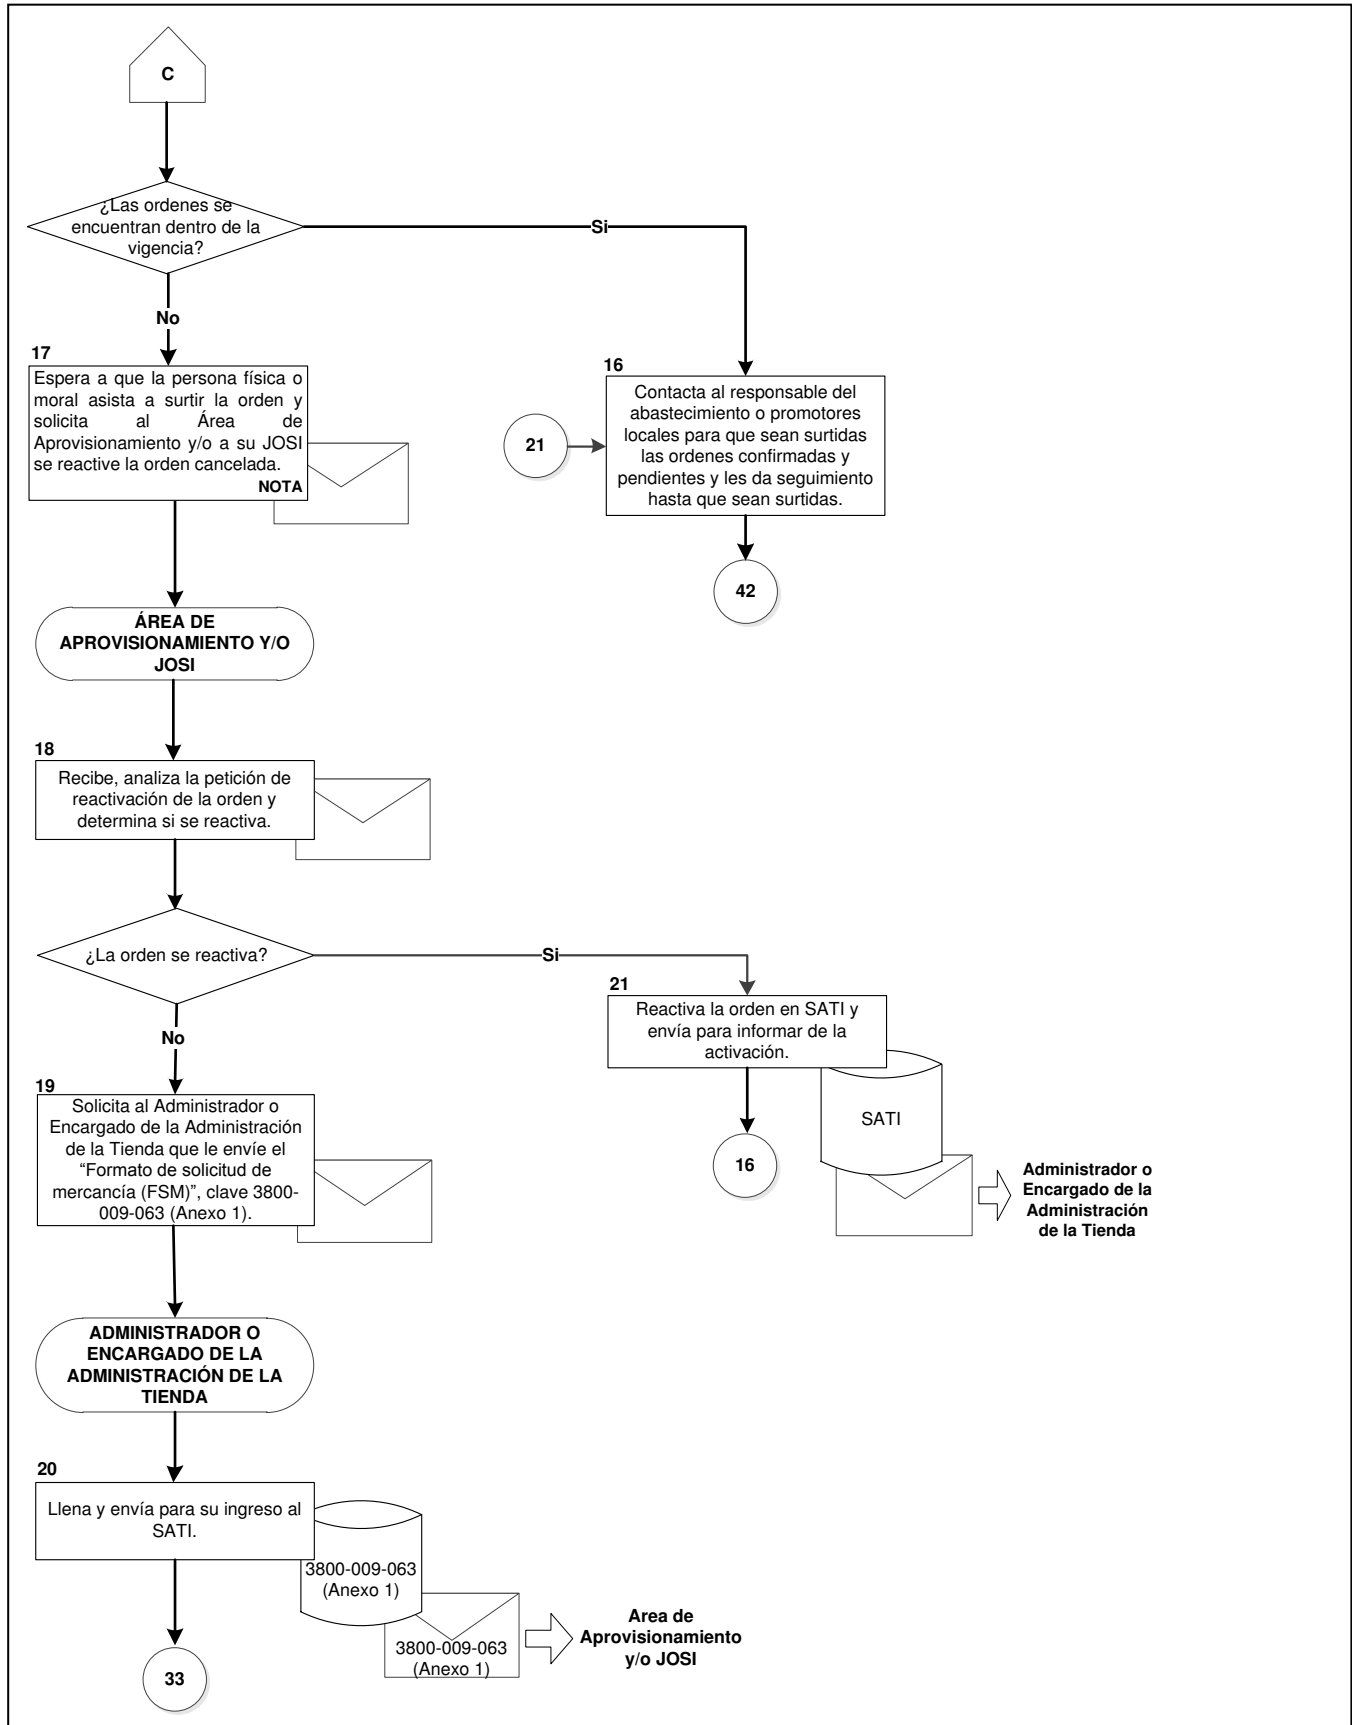 C
¿Las ordenes se
encuentran dentro de la
vigencia?
Si
No
17
Espera a que la persona física o
moral asista a surtir la orden y
solicita al Área de
Aprovisionamiento y/o a su JOSI
se reactive la orden cancelada.
NOTA
16
Contacta al responsable del
abastecimiento o promotores
locales para que sean surtidas
las ordenes confirmadas y
pendientes y les da seguimiento
hasta que sean surtidas.
21
42
ÁREA DE
APROVISIONAMIENTO Y/O
JOSI
18
Recibe, analiza la petición de
reactivación de la orden y
determina si se reactiva.
¿La orden se reactiva?
Si
No
21
Reactiva la orden en SATI y
envía para informar de la
activación.
SATI
16
Administrador o
Encargado de la
Administración
de la Tienda
19
Solicita al Administrador o
Encargado de la Administración
de la Tienda que le envíe el
“Formato de solicitud de
mercancía (FSM)”, clave 3800-
009-063 (Anexo 1).
ADMINISTRADOR O
ENCARGADO DE LA
ADMINISTRACIÓN DE LA
TIENDA
20
Llena y envía para su ingreso al
SATI.
3800-009-063
(Anexo 1)
3800-009-063
(Anexo 1)
Area de
Aprovisionamiento
y/o JOSI
33